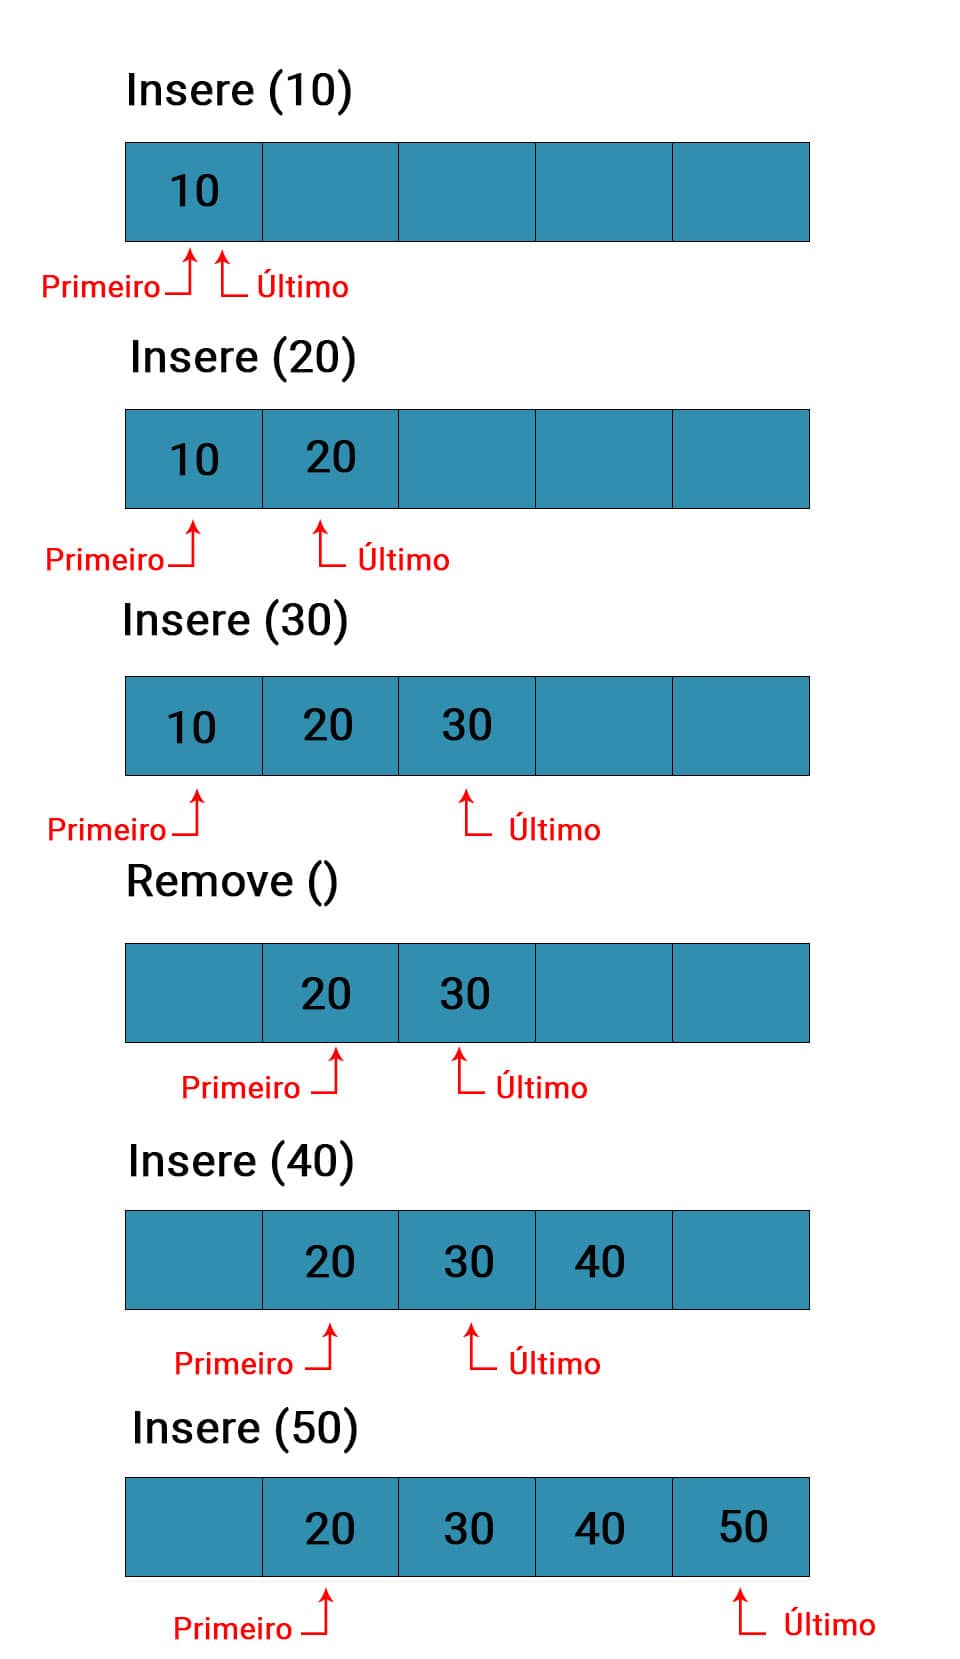 Insere (10)
10
Primeiro Último
Insere (20)
10 20
Primeiro Último
Insere (30)
10 20 30
Primeiro Último
Remove ()
20 30
Primeiro Último
Insere (40)
20 30 40
Primeiro Último
Insere (50)
20 30 40 50
Primeiro Último